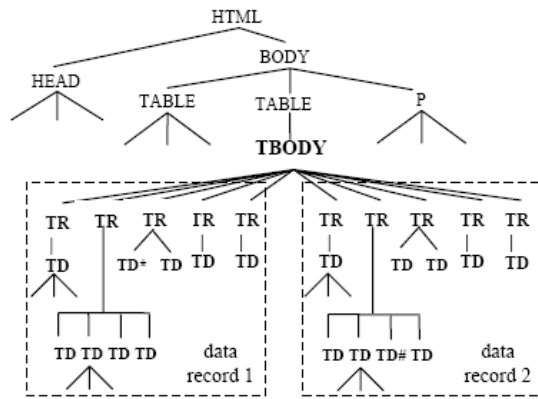 HTML
BODY
HEAD
TABLE TABLE P
TBODY
TR TR TR TR TR TR TR TR TR TR
TD TD* TD TD TD TD TD TD TD TD
TD TD TD TD data TD TD TD# TD data
record 1 record 2